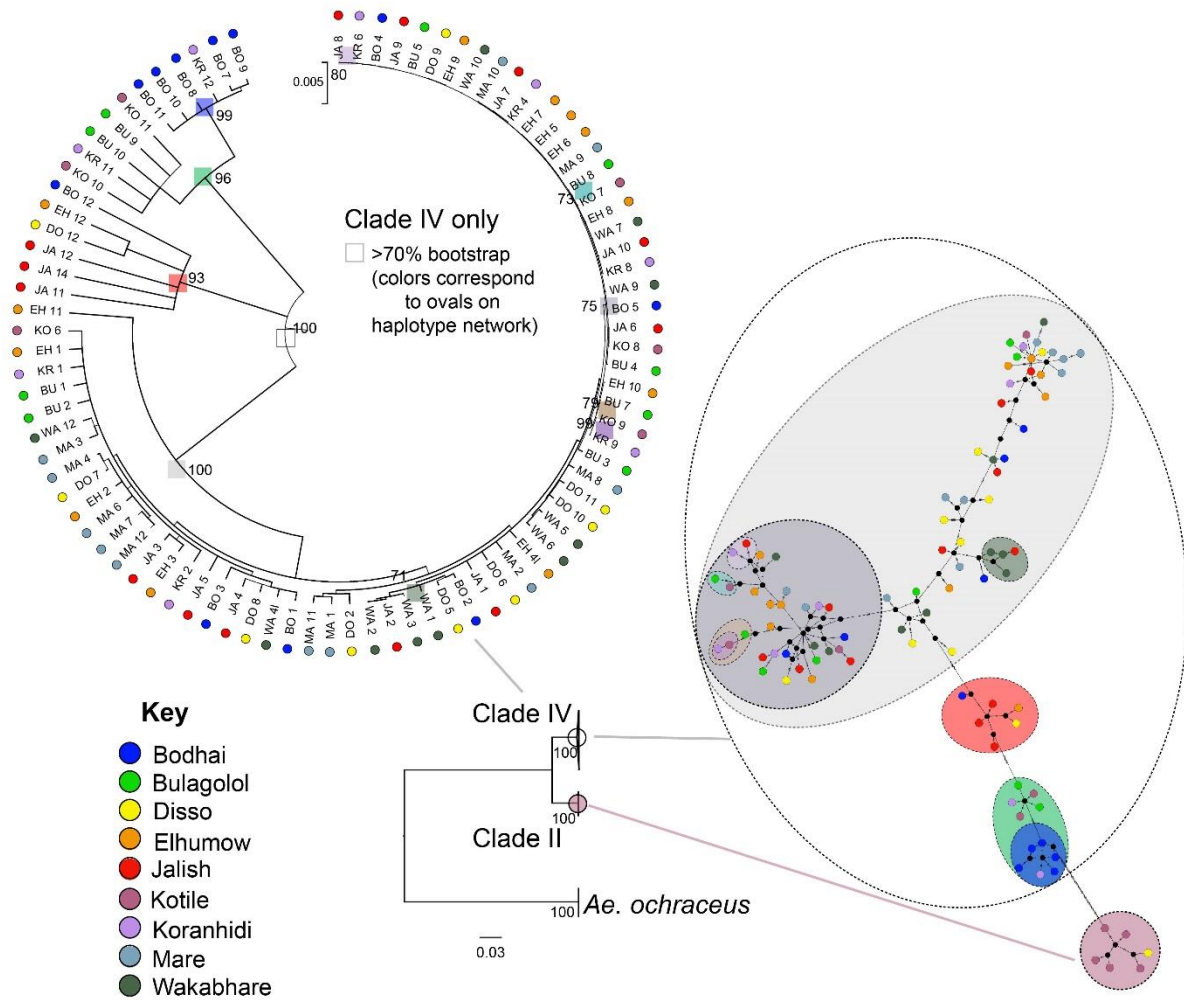 JA 8
KR 6
BO 4
JA 9
BU 5
DO 9
EH 9
WA 10
MA 10
JA 7
KR 4
EH 7
EH 5
EH 6
MA 9
BU 8
KO 7
EH 8
WA 7
JA 10
KR 8
WA 9
BO 5
JA 6
KO 8
BU 4
EH 10
BU 7
KO 9
KR 9
BU 3
MA 8
DO 11
DO 10
WA 5
WA 6
EH 4I
MA 2
DO 6
JA 1
BO 2
DO 5
WA 1
WA 3
JA 2
WA 2
DO 2
MA 1
MA 11
BO 1
WA 4I
DO 8
JA 4
BO 3
JA 5
KR 2
EH 3
JA 3
MA 12
MA 7
MA 6
EH 2
DO 7
MA 4
MA 3
WA 12
BU 2
BU 1
KR 1
EH 1
KO 6
EH 11
JA 11
JA 14
JA 12
DO 12
EH 12
BO 12
KO 10
KR 11
BU 10
BU 9
KO 11
BO 11
BO 10
BO 8
KR 12
BO 7
BO 9
80
0.005
99
96
93
100
100
73
75
79
99
71
Clade IV only
>70% bootstrap
(colors correspond
to ovals on
haplotype network)
Key
Bodhai
Bulagolol
Disso
Elhumow
Jalish
Kotile
Koranhidi
Mare
Wakabhare
Clade IV
100
100
Clade II
100
Ae. ochraceus
0.03